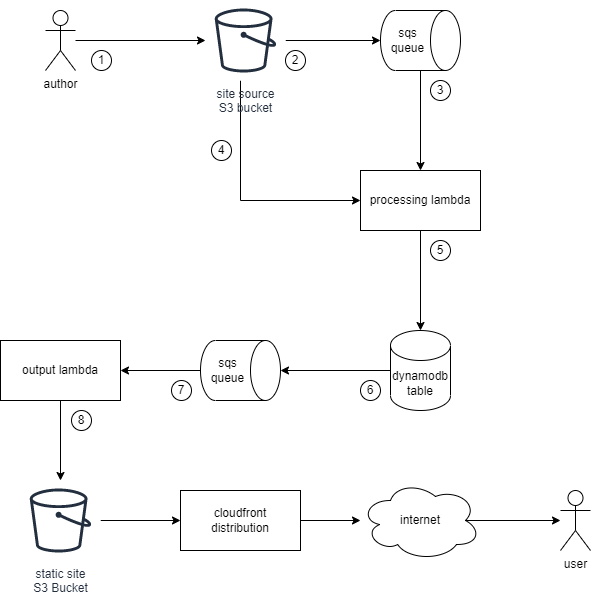 1
2
sqs
queue
author
site source
S3 bucket
3
4
processing lambda
5
output lambda
sqs
queue
dynamodb
table
7
6
8
cloudfront
distribution
internet
static site
S3 Bucket
user